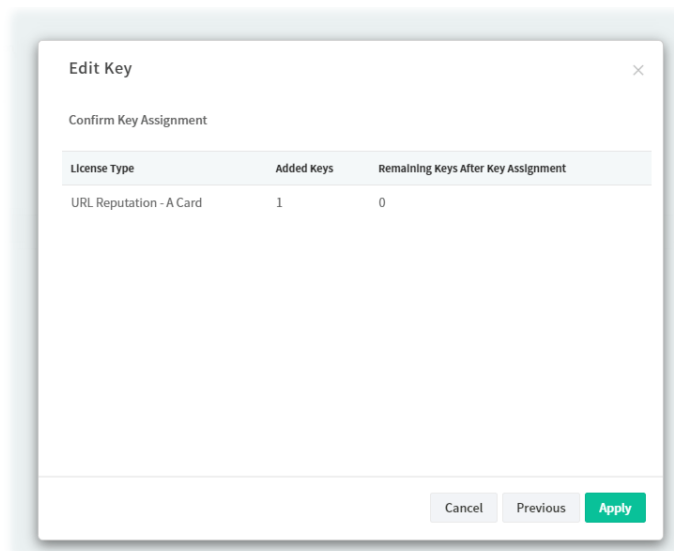 Edit Key
Confirm Key Assignment
License Type Added Keys Remaining Keys After Key Assignment
URL Reputation - A Card 1 0
Cancel Previous Apply